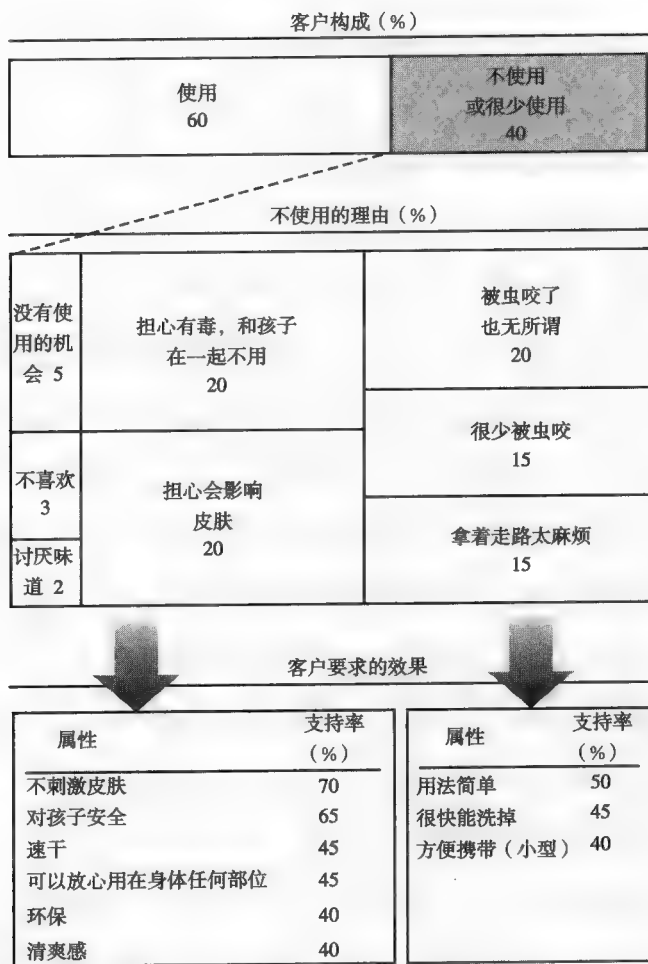 客户构成（%）
使用
60
不使用
或很少使用
40
不使用的理由（%）
没有使
用的机
会 5
担心有毒，和孩子
在一起不用
20
被虫咬了
也无所谓
20
不喜欢
3
担心会影响
皮肤
20
很少被虫咬
15
讨厌味
道 2
拿着走路太麻烦
15
客户要求的效果
属性 支持率
（%）
不刺激皮肤 70
对孩子安全 65
速干 45
可以放心用在身体任何部位 45
环保 40
清爽感 40
属性 支持率
（%）
用法简单 50
很快能洗掉 45
方便携带（小型） 40